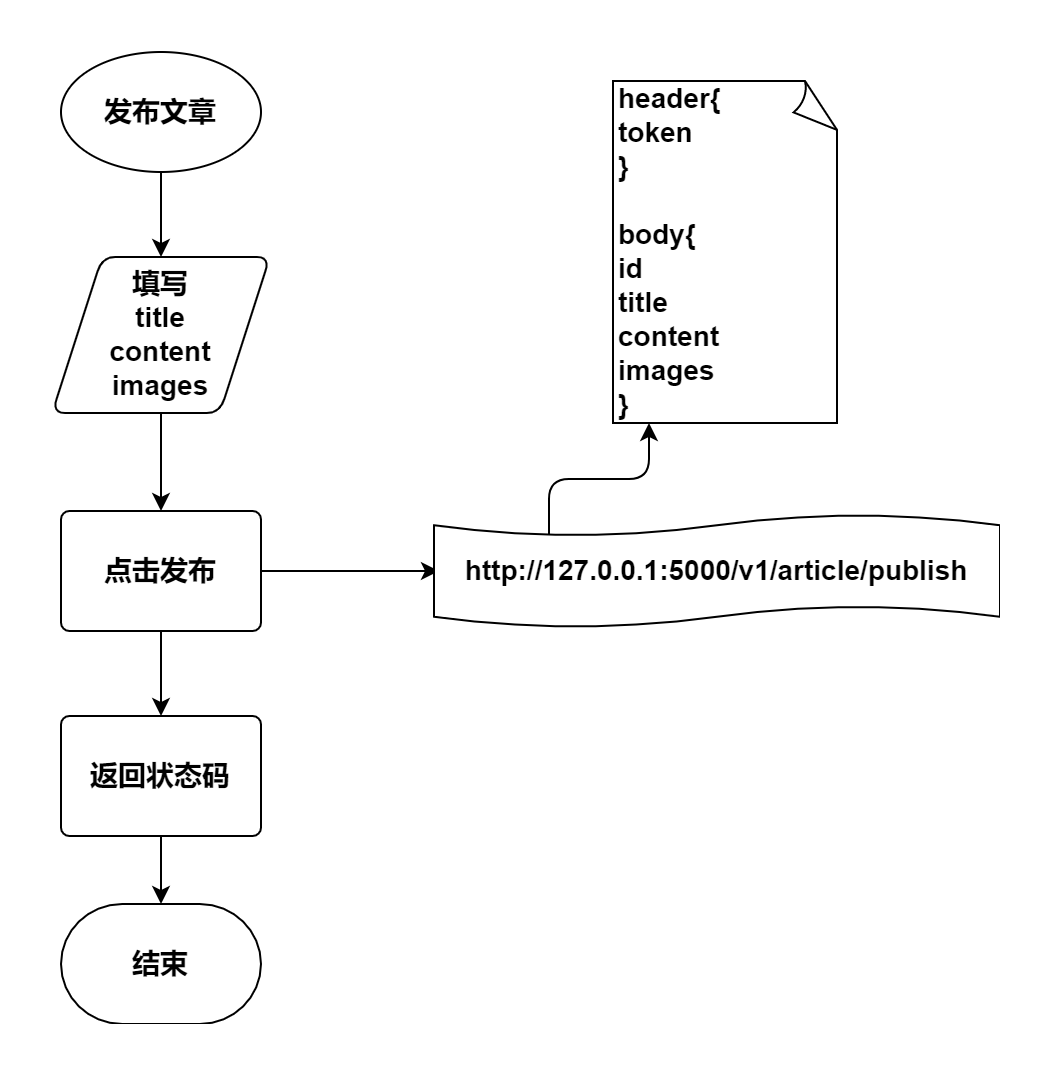 发布文章
填写
title
content
images
点击发布
返回状态码
结束
header{
token
}
body{
id
title
content
images
}
http://127.0.0.1:5000/v1/article/publish